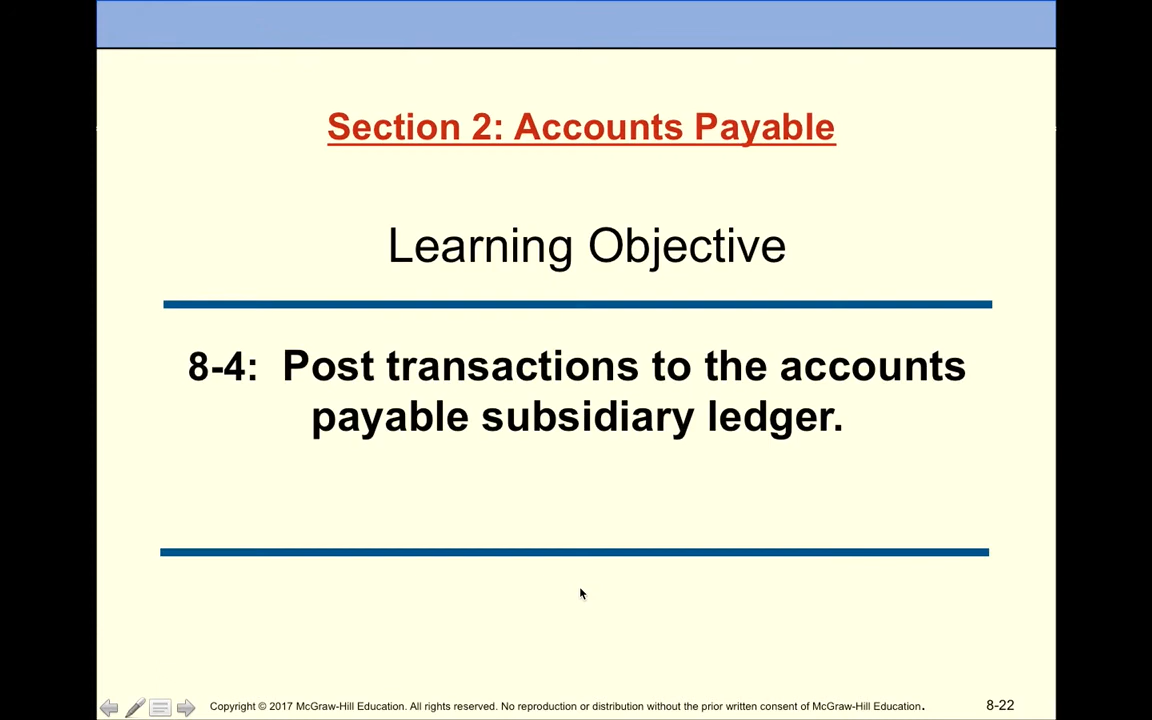 Section 2: Accounts Payable
Learning Objective
8-4: Post transactions to the accounts
payable subsidiary ledger.
Copyright © 2017 McGraw-Hill Education. All rights reserved. No reproduction or distribution without the prior written consent of McGraw-Hill Education.
8-22